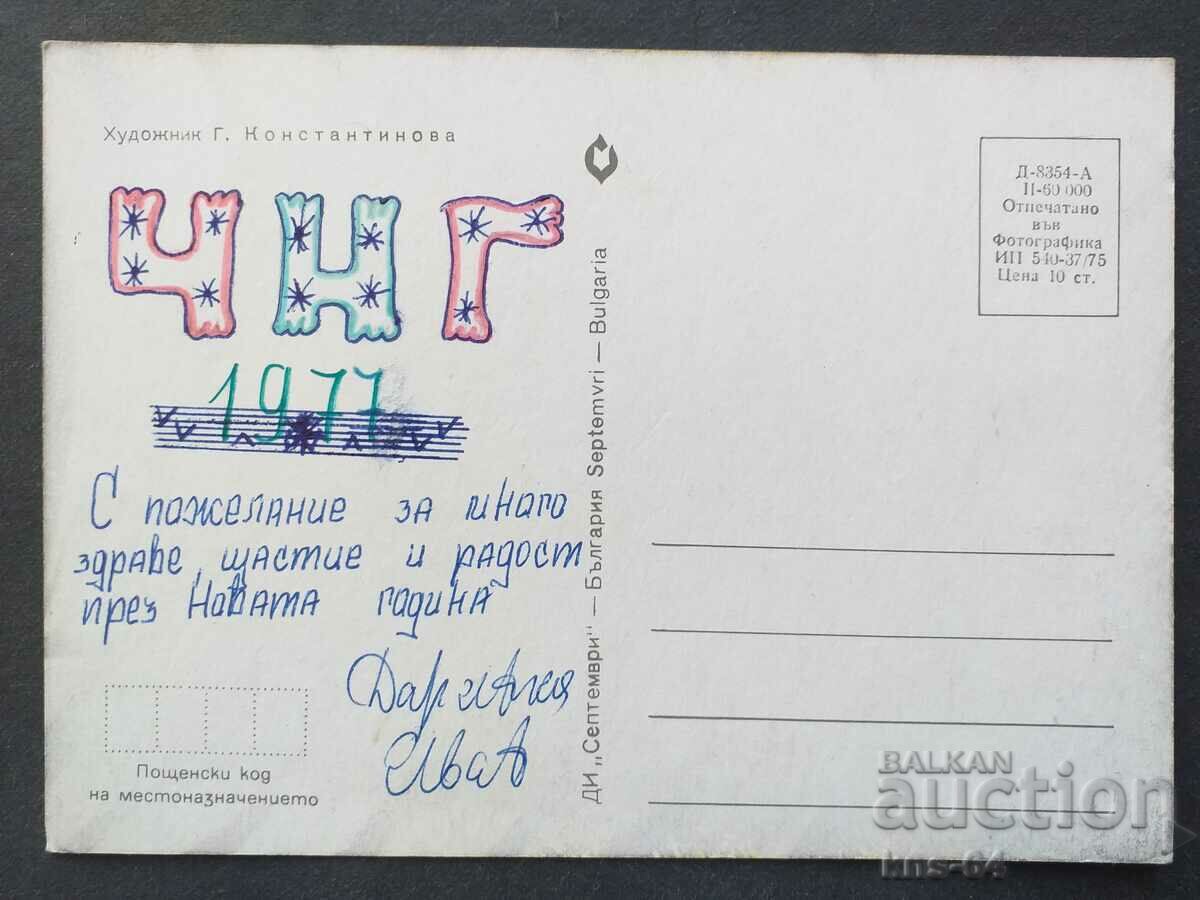 Художник Г. Константинова
ЧНГ
1977
С пожелание за много
здраве, щастие и радост
през Новата година
Пощенски код
на местоназначението
ДИ „Септември" — България Septemvri — Bulgaria
Д-8354-А
II-60 000
Отпечатано
във
Фотографика
ИП 540-37/75
Цена 10 ст.
BALKAN
auction
kns-64